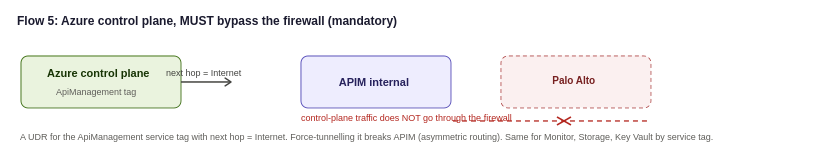 Flow 5: Azure control plane, MUST bypass the firewall (mandatory)
Azure control plane
ApiManagement tag
next hop = Internet
APIM internal
Palo Alto
control-plane traffic does NOT go through the firewall
A UDR for the ApiManagement service tag with next hop = Internet. Force-tunnelling it breaks APIM (asymmetric routing). Same for Monitor, Storage, Key Vault by service tag.